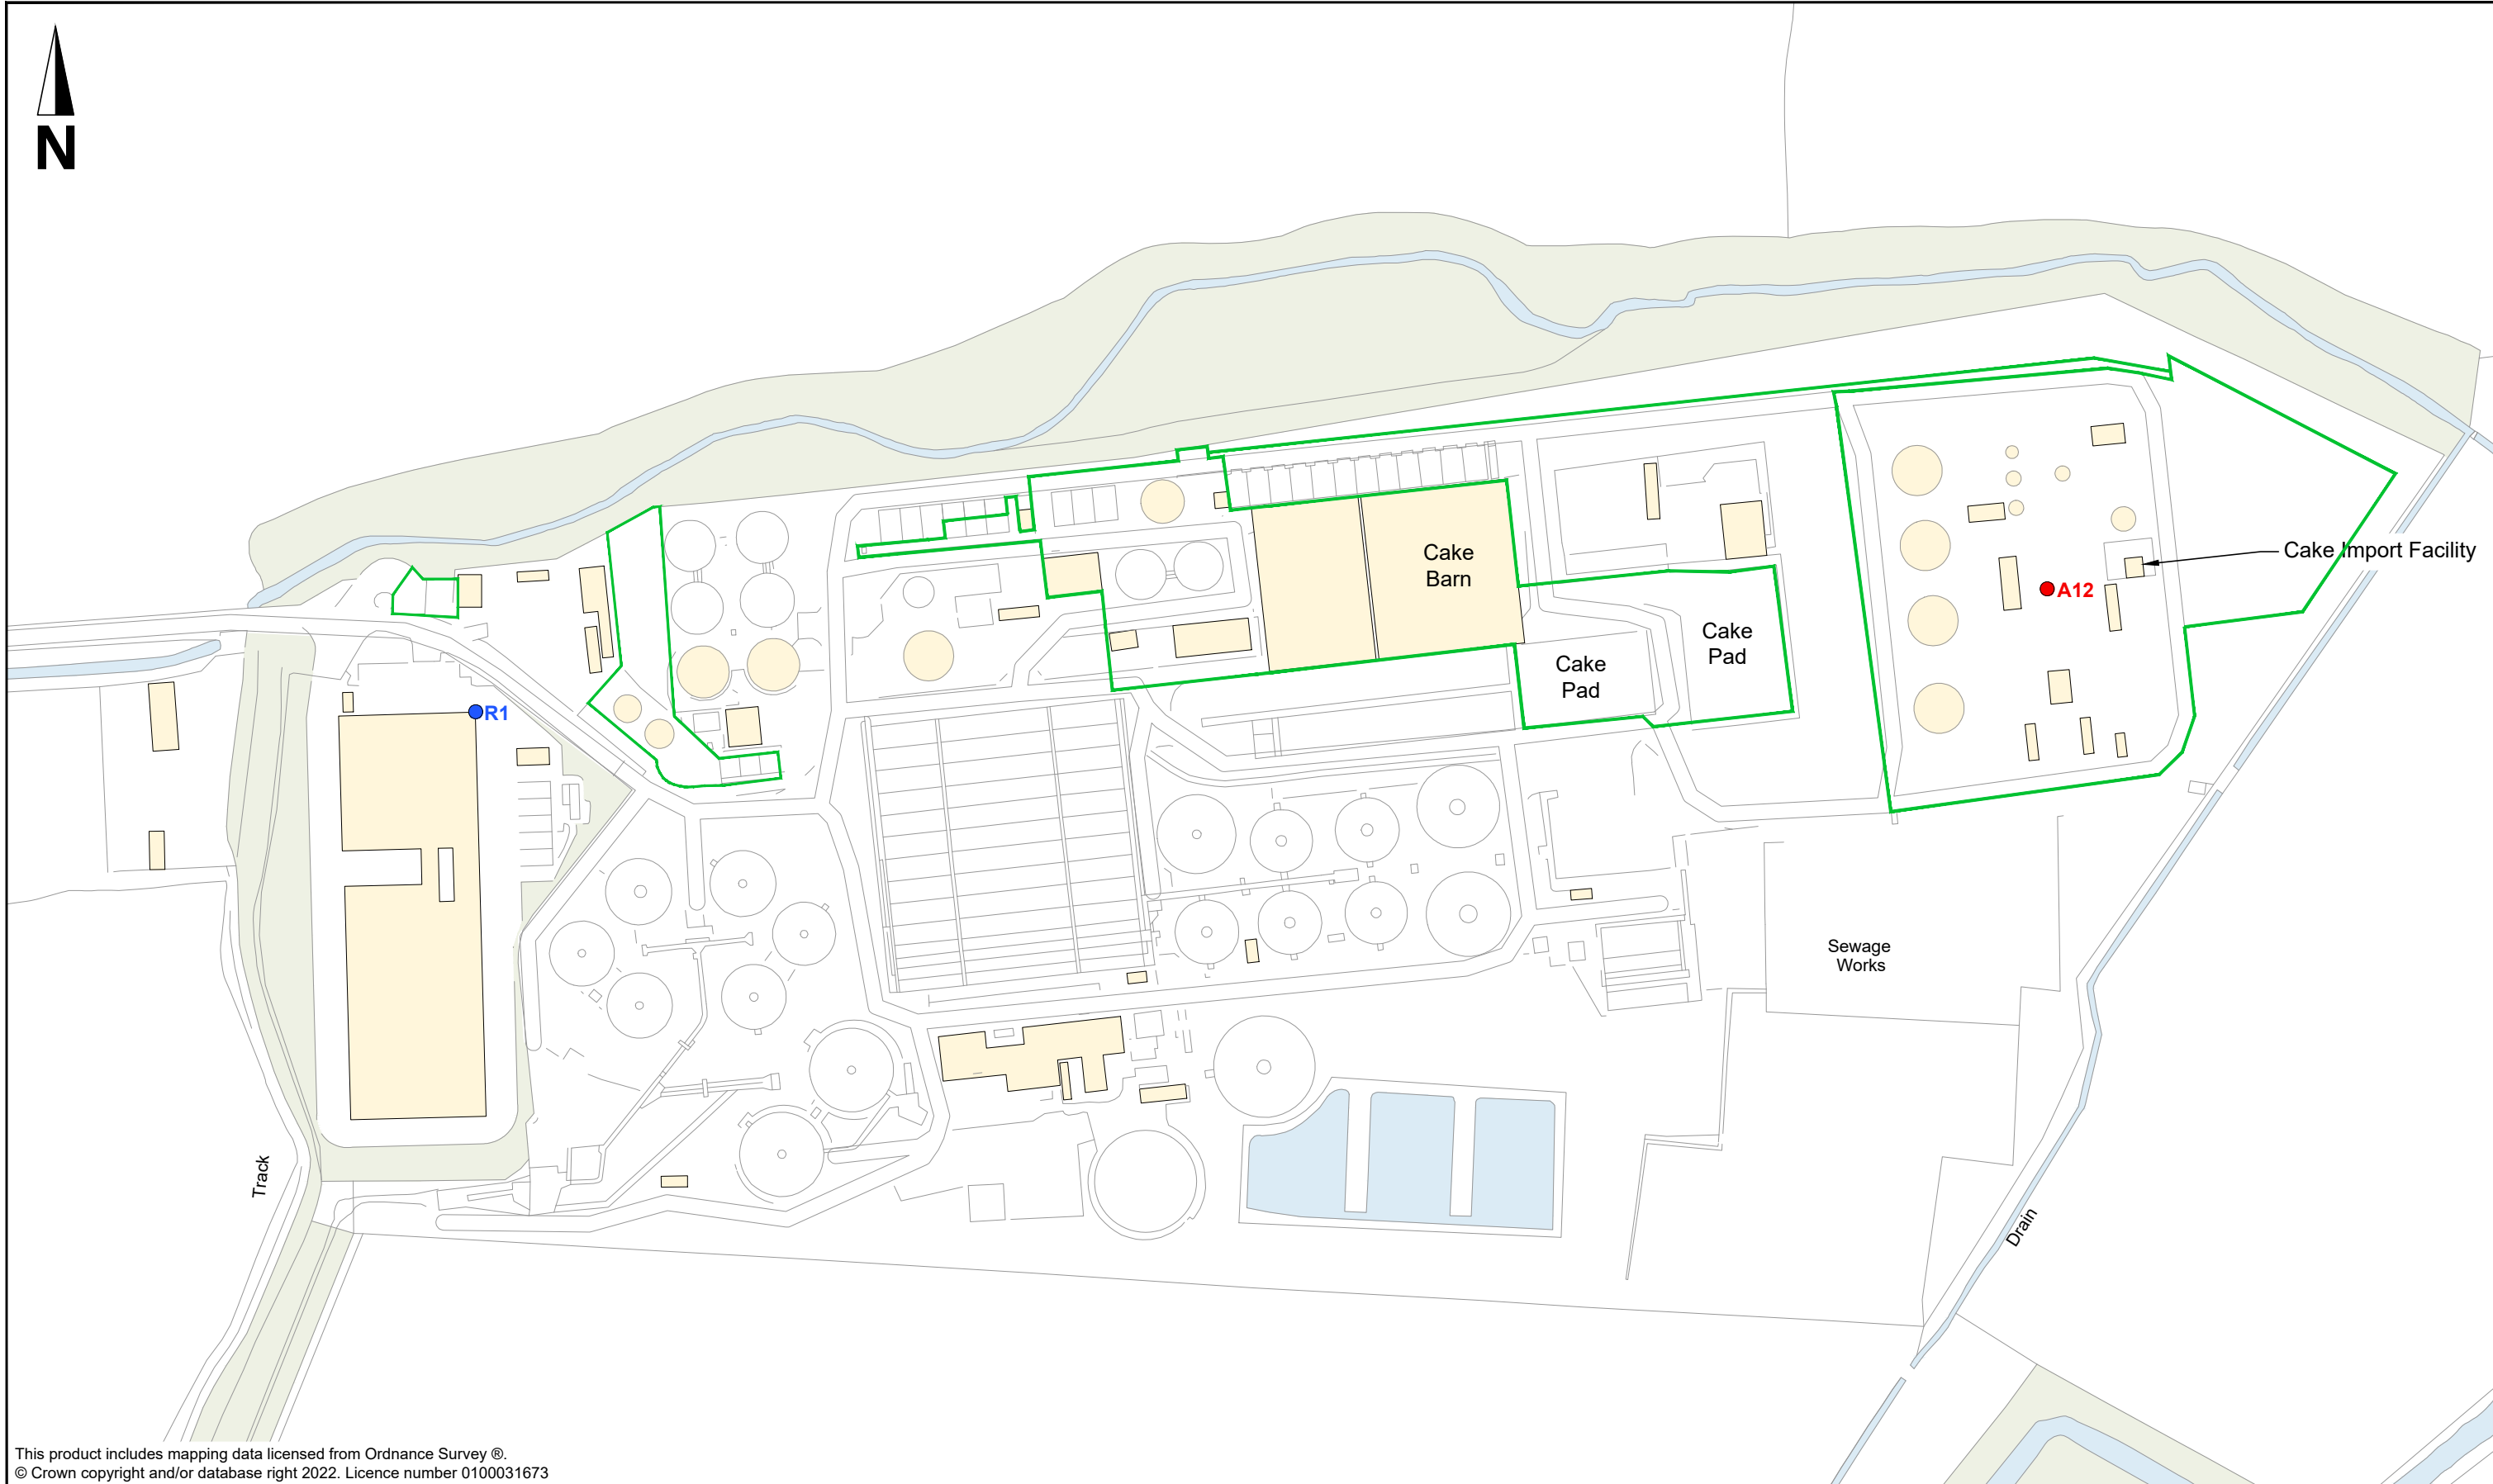 N
Cake
Barn
Cake Import Facility
A12
Cake
Pad
Cake
Pad
R1
Sewage
Works
Track
Drain
This product includes mapping data licensed from Ordnance Survey ®.
© Crown copyright and/or database right 2022. Licence number 0100031673